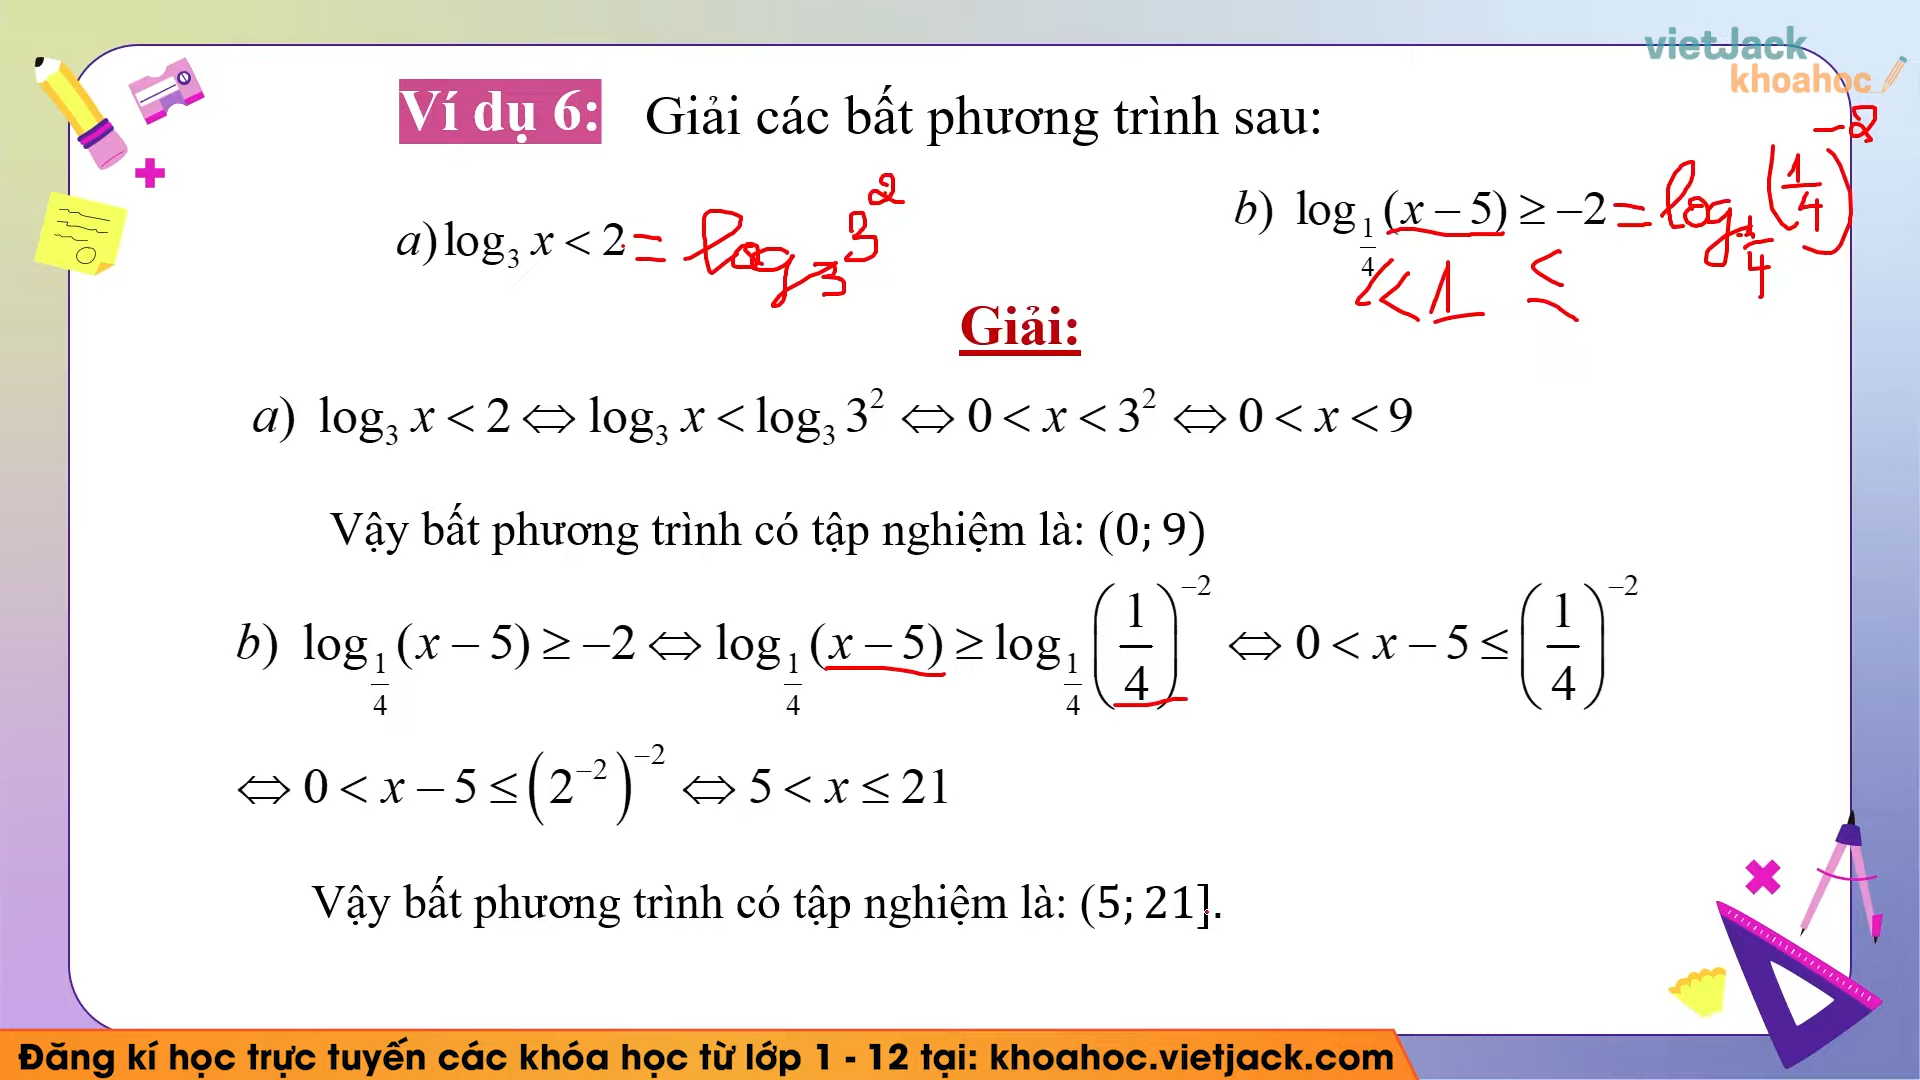 vietJack
khoahoc
Ví dụ 6: Giải các bất phương trình sau:
a) log₃ x < 2 = log₃ 3²
b) log_{1/4} (x − 5) ≥ −2 = log_{1/4} (1/4)⁻²
< < 1 ≤
Giải:
a) log₃ x < 2 ⇔ log₃ x < log₃ 3² ⇔ 0 < x < 3² ⇔ 0 < x < 9
Vậy bất phương trình có tập nghiệm là: (0; 9)
b) log_{1/4} (x − 5) ≥ −2 ⇔ log_{1/4} (x − 5) ≥ log_{1/4} (1/4)⁻² ⇔ 0 < x − 5 ≤ (1/4)⁻²
⇔ 0 < x − 5 ≤ (2⁻²)⁻² ⇔ 5 < x ≤ 21
Vậy bất phương trình có tập nghiệm là: (5; 21].
Đăng kí học trực tuyến các khóa học từ lớp 1 - 12 tại: khoahoc.vietjack.com